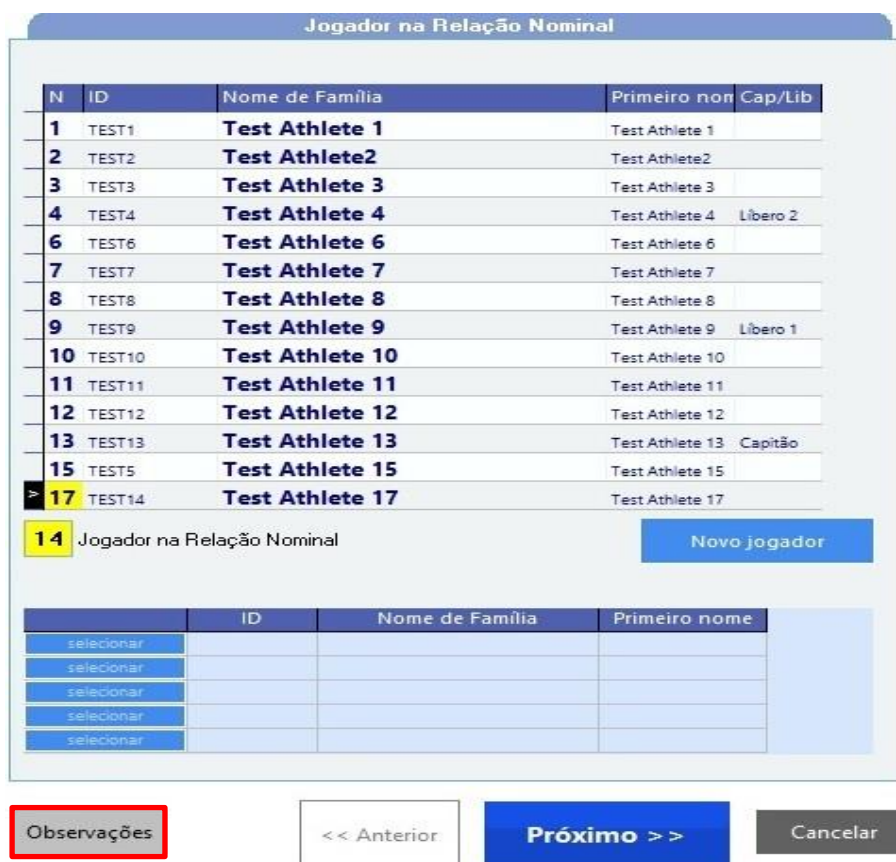 Jogador na Relação Nominal
N ID Nome de Família Primeiro non Cap/Lib
1 TEST1 Test Athlete 1 Test Athlete 1
2 TEST2 Test Athlete2 Test Athlete2
3 TEST3 Test Athlete 3 Test Athlete 3
4 TEST4 Test Athlete 4 Test Athlete 4 Líbero 2
6 TEST6 Test Athlete 6 Test Athlete 6
7 TEST7 Test Athlete 7 Test Athlete 7
8 TEST8 Test Athlete 8 Test Athlete 8
9 TEST9 Test Athlete 9 Test Athlete 9 Líbero 1
10 TEST10 Test Athlete 10 Test Athlete 10
11 TEST11 Test Athlete 11 Test Athlete 11
12 TEST12 Test Athlete 12 Test Athlete 12
13 TEST13 Test Athlete 13 Test Athlete 13 Capitão
15 TEST5 Test Athlete 15 Test Athlete 15
> 17 TEST14 Test Athlete 17 Test Athlete 17
14 Jogador na Relação Nominal Novo jogador
ID Nome de Família Primeiro nome
selecionar
selecionar
selecionar
selecionar
selecionar
Observações << Anterior Próximo >> Cancelar